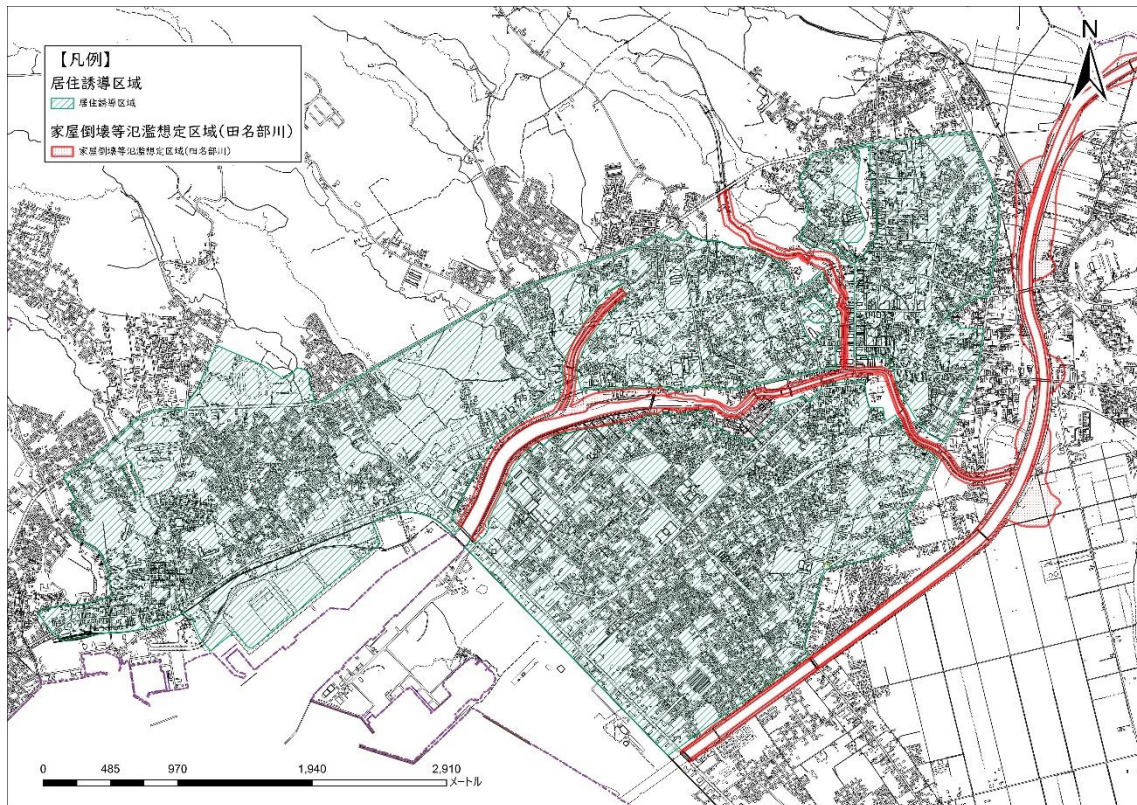 【凡例】
居住誘導区域
居住誘導区域
家屋倒壊等氾濫想定区域(田名部川)
家屋倒壊等氾濫想定区域(田名部川)
N
0 485 970 1,940 2,910
メートル